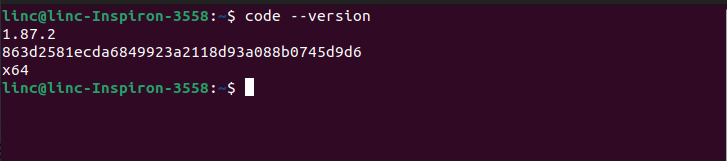 linc@linc-Inspiron-3558:~$ code --version
1.87.2
863d2581ecda6849923a2118d93a088b0745d9d6
x64
linc@linc-Inspiron-3558:~$